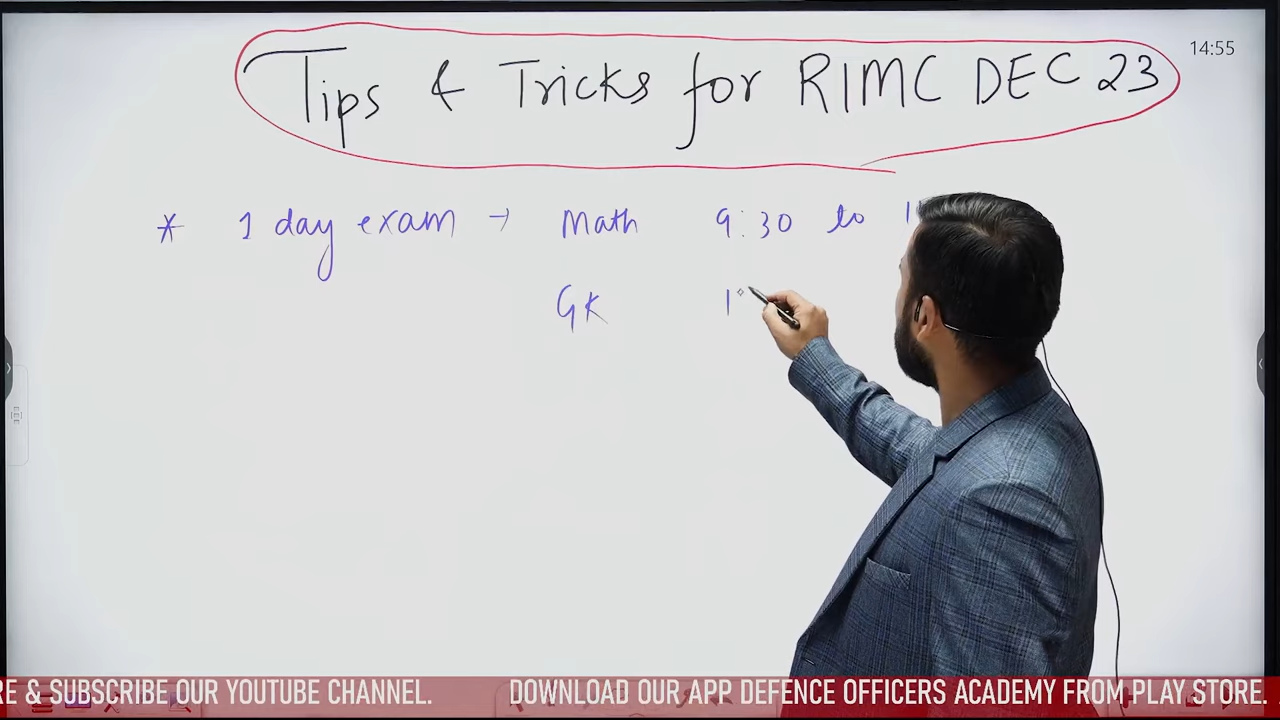 Tips & Tricks for RIMC DEC 23
14:55
* 1 day exam → Math 9:30 to
GK
& SUBSCRIBE OUR YOUTUBE CHANNEL. DOWNLOAD OUR APP DEFENCE OFFICERS ACADEMY FROM PLAY STORE.